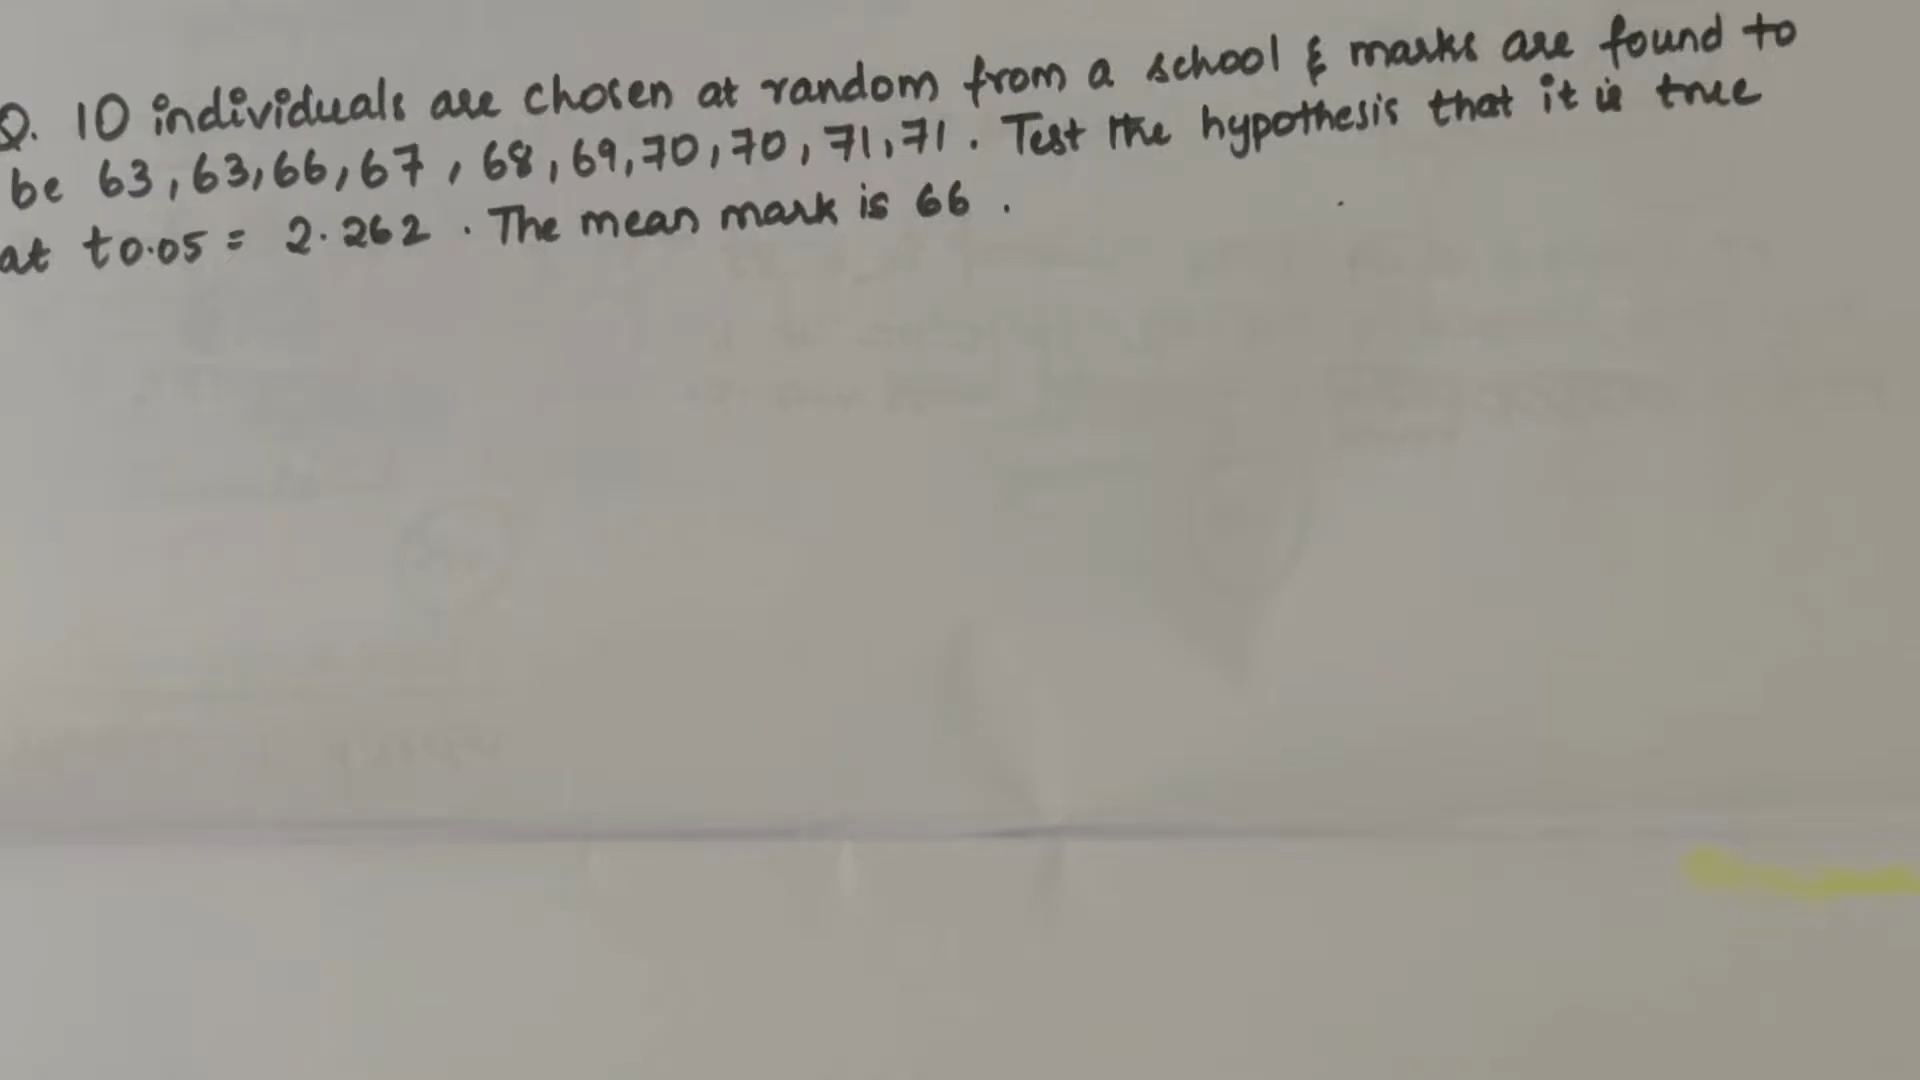 Q. 10 individuals are chosen at random from a school & marks are found to
be 63, 63, 66, 67, 68, 69, 70, 70, 71, 71. Test the hypothesis that it is true
at t0.05 = 2.262. The mean mark is 66.